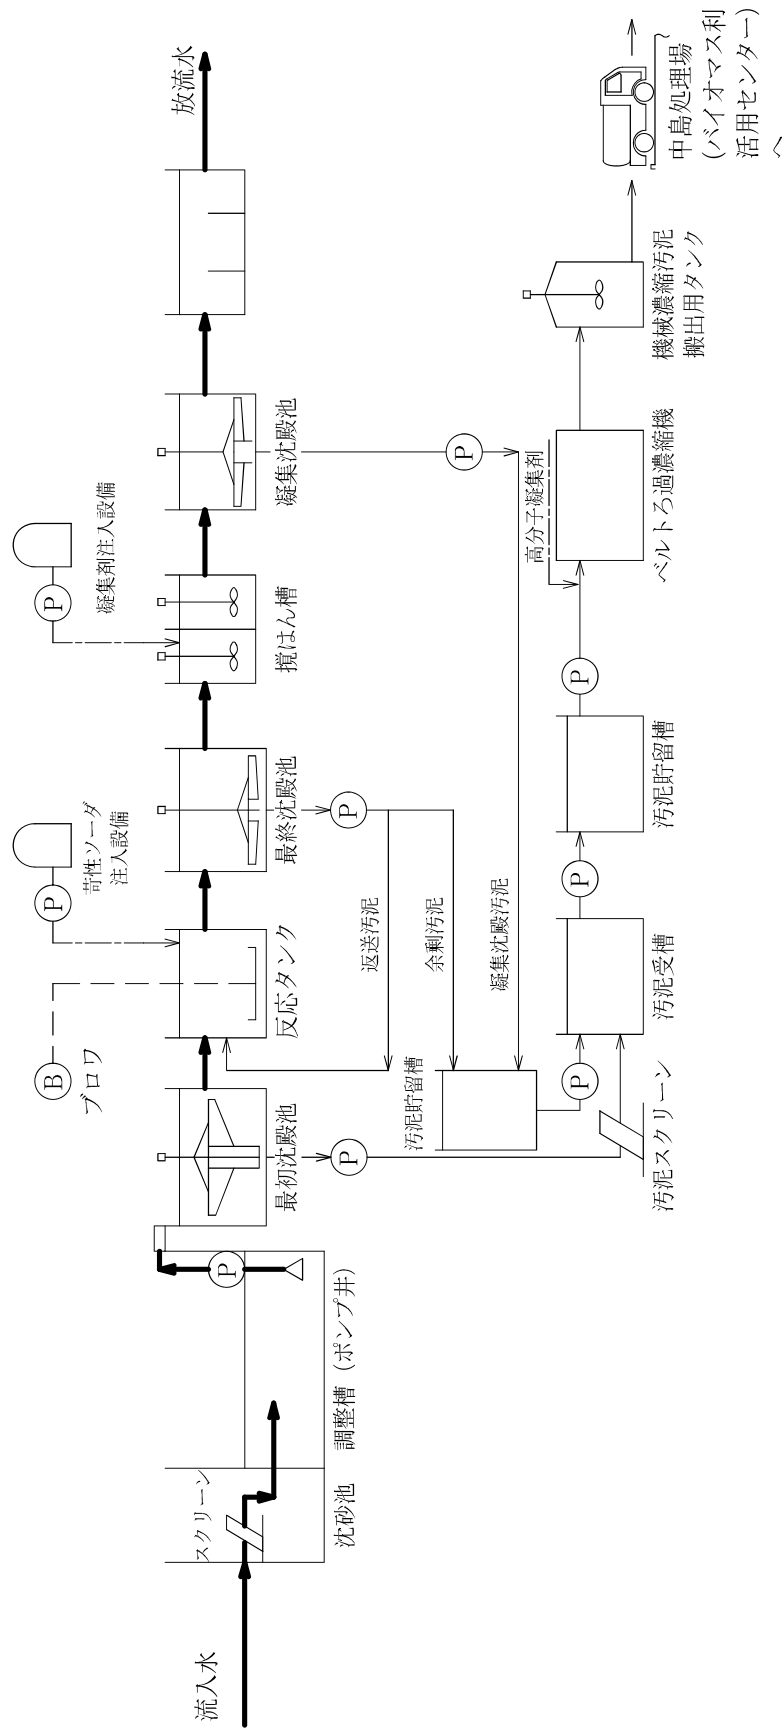 流入水
スクリーン
沈砂池
調整槽（ポンプ井）
P
最初沈殿池
P
B
ブロワ
反応タンク
P
苛性ソーダ
注入設備
最終沈殿池
P
返送汚泥
余剰汚泥
凝集沈殿汚泥
P
凝集剤注入設備
攪はん槽
凝集沈殿池
P
放流水
汚泥貯留槽
P
汚泥スクリーン
汚泥受槽
P
汚泥貯留槽
P
高分子凝集剤
ベルトろ過濃縮機
機械濃縮汚泥
搬出用タンク
中島処理場
（バイオマス利
活用センター）
へ